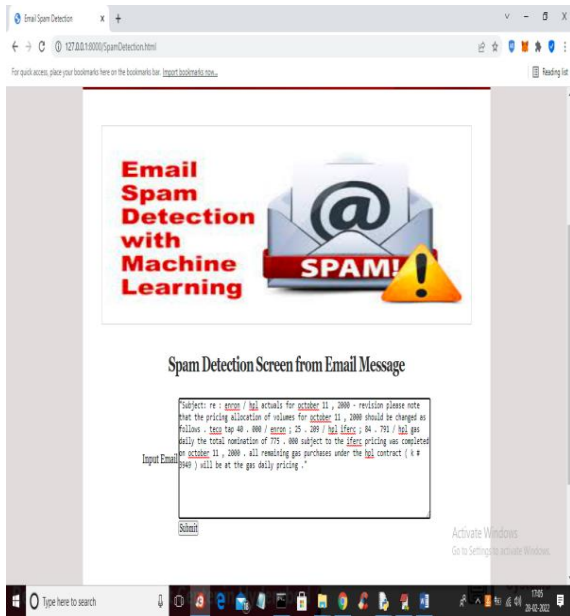 Email Spam Detection
127.0.0.1:8000/SpamDetection.html
For quick access, place your bookmarks here on the bookmarks bar. Import bookmarks now...
Reading list
Email
Spam
Detection
with
Machine
Learning
@
SPAM!
Spam Detection Screen from Email Message
Input Email
"Subject: re : enron / hpl actuals for october 11 , 2000 - revision please note
that the pricing allocation of volumes for october 11 , 2000 should be changed as
follows . teco tap 40 . 000 / enron ; 25 . 209 / hpl iferc ; 84 . 791 / hpl gas
daily the total nomination of 775 . 000 subject to the iferc pricing was completed
on october 11 , 2000 . all remaining gas purchases under the hpl contract ( k #
3949 ) will be at the gas daily pricing ."
Submit
Activate Windows
Go to Settings to activate Windows.
Type here to search
17:05
28-02-2022